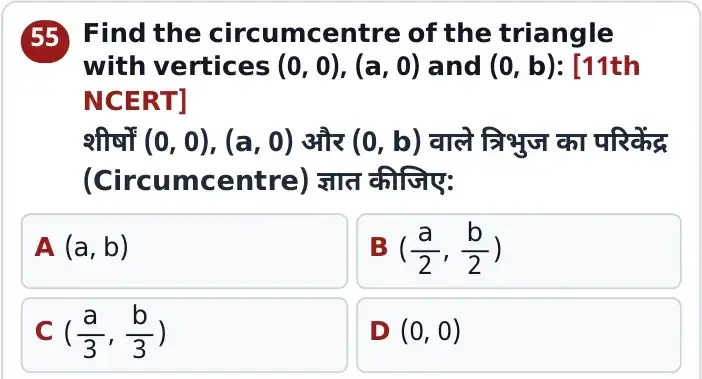 55 Find the circumcentre of the triangle
with vertices (0, 0), (a, 0) and (0, b): [11th
NCERT]
शीर्षों (0, 0), (a, 0) और (0, b) वाले त्रिभुज का परिकेंद्र
(Circumcentre) ज्ञात कीजिए:
A (a, b)
B (a/2, b/2)
C (a/3, b/3)
D (0, 0)